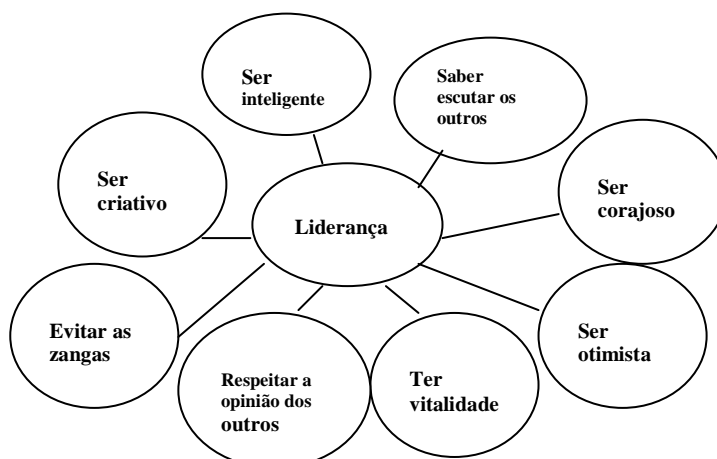 Ser
inteligente
Saber
escutar os
outros
Ser
criativo
Ser
corajoso
Liderança
Evitar as
zangas
Ser
otimista
Respeitar a
opinião dos
outros
Ter
vitalidade